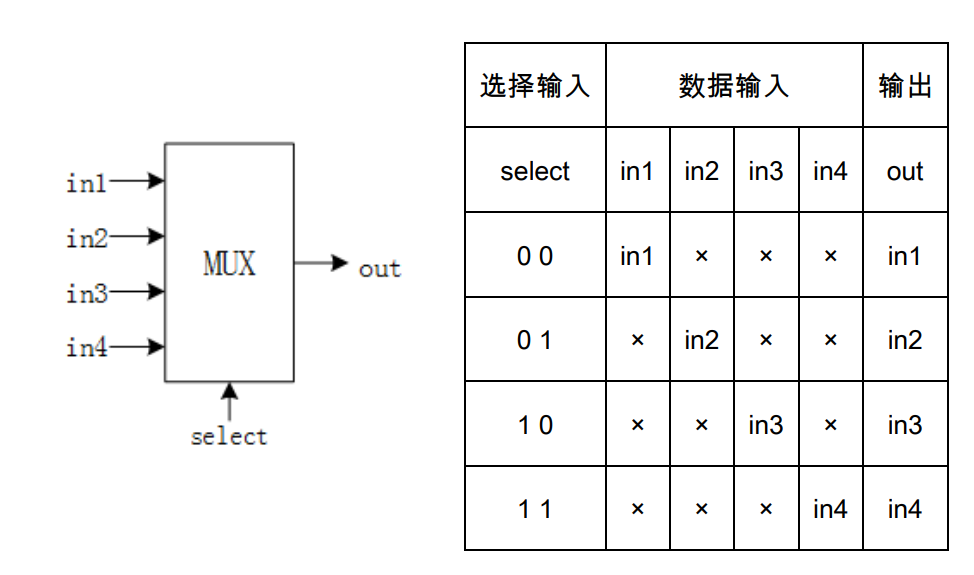 in1
in2
in3
in4
MUX
out
select
选择输入 数据输入 输出
select in1 in2 in3 in4 out
0 0 in1 × × × in1
0 1 × in2 × × in2
1 0 × × in3 × in3
1 1 × × × in4 in4